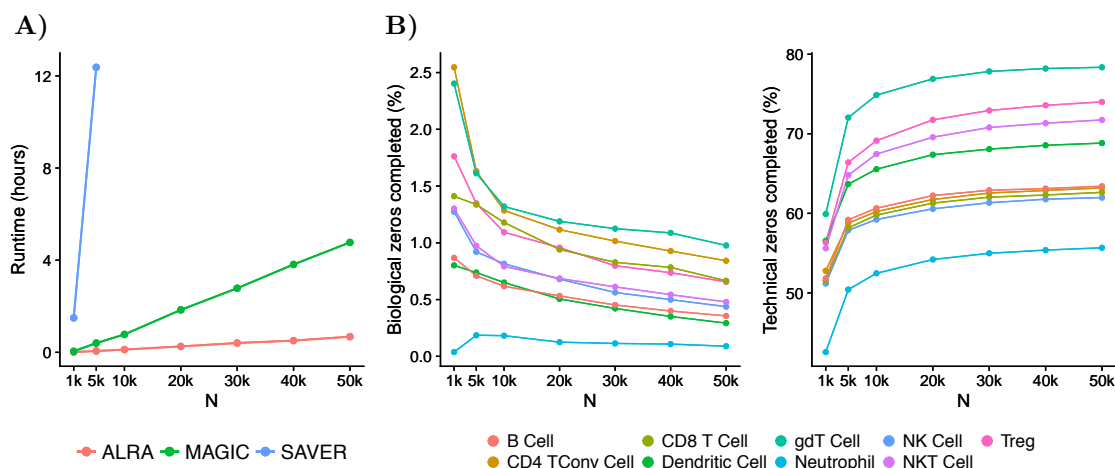 A)
B)
Runtime (hours)
12
8
4
0
1k 5k 10k 20k 30k 40k 50k
N
ALRA MAGIC SAVER
Biological zeros completed (%)
2.5
2.0
1.5
1.0
0.5
0.0
1k 5k 10k 20k 30k 40k 50k
N
Technical zeros completed (%)
80
70
60
50
1k 5k 10k 20k 30k 40k 50k
N
B Cell CD8 T Cell gdT Cell NK Cell Treg
CD4 TConv Cell Dendritic Cell Neutrophil NKT Cell